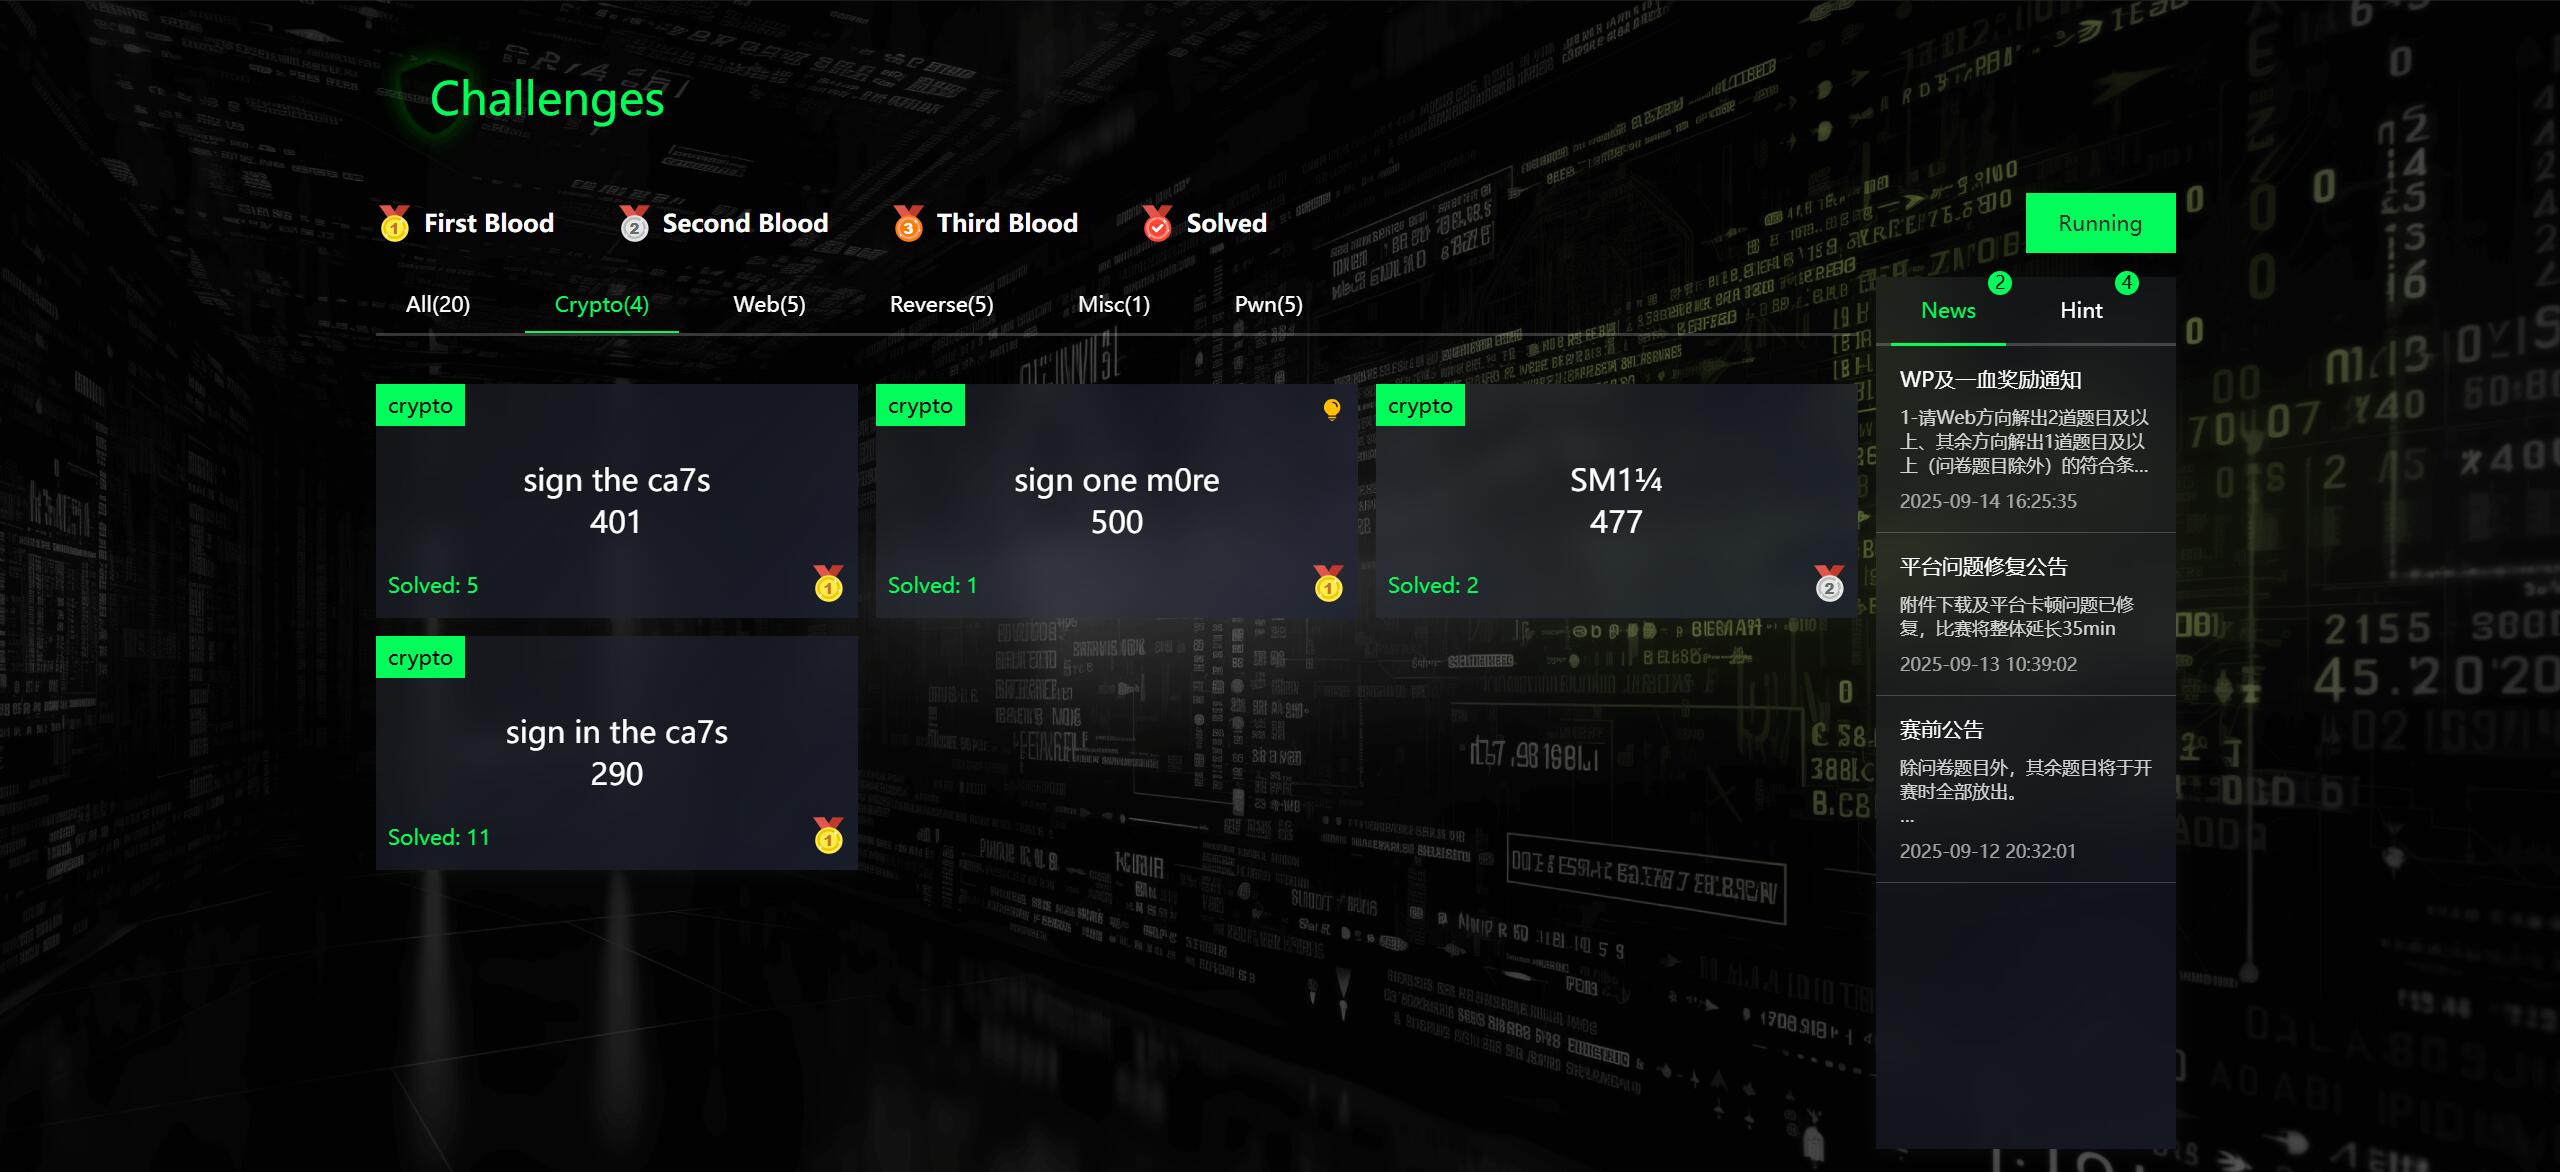 Challenges
First Blood
Second Blood
Third Blood
Solved
Running
All(20)
Crypto(4)
Web(5)
Reverse(5)
Misc(1)
Pwn(5)
crypto
sign the ca7s
401
Solved: 5
crypto
sign one m0re
500
Solved: 1
crypto
SM1¼
477
Solved: 2
crypto
sign in the ca7s
290
Solved: 11
News
2
Hint
4
WP及一血奖励通知
1-请Web方向解出2道题目及以
上、其余方向解出1道题目及以
上（问卷题目除外）的符合条...
2025-09-14 16:25:35
平台问题修复公告
附件下载及平台卡顿问题已修
复，比赛将整体延长35min
2025-09-13 10:39:02
赛前公告
除问卷题目外，其余题目将于开
赛时全部放出。
...
2025-09-12 20:32:01